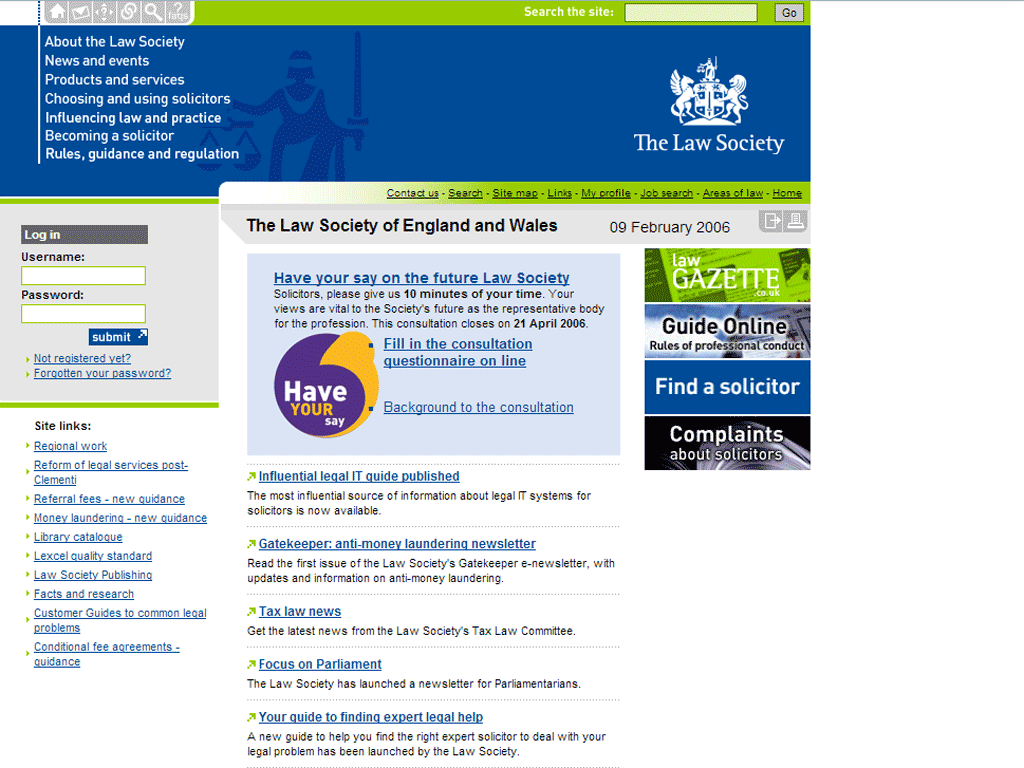 faqs
Search the site:
Go
About the Law Society
News and events
Products and services
Choosing and using solicitors
Influencing law and practice
Becoming a solicitor
Rules, guidance and regulation
The Law Society
Contact us - Search - Site map - Links - My profile - Job search - Areas of law - Home
The Law Society of England and Wales
09 February 2006
Log in
Username:
Password:
submit
Not registered yet?
Forgotten your password?
Site links:
Regional work
Reform of legal services post-
Clementi
Referral fees - new guidance
Money laundering - new guidance
Library catalogue
Lexcel quality standard
Law Society Publishing
Facts and research
Customer Guides to common legal
problems
Conditional fee agreements -
guidance
Have your say on the future Law Society
Solicitors, please give us 10 minutes of your time. Your
views are vital to the Society's future as the representative body
for the profession. This consultation closes on 21 April 2006.
Have
YOUR
say
Fill in the consultation
questionnaire on line
Background to the consultation
Influential legal IT guide published
The most influential source of information about legal IT systems for
solicitors is now available.
Gatekeeper: anti-money laundering newsletter
Read the first issue of the Law Society's Gatekeeper e-newsletter, with
updates and information on anti-money laundering.
Tax law news
Get the latest news from the Law Society's Tax Law Committee.
Focus on Parliament
The Law Society has launched a newsletter for Parliamentarians.
Your guide to finding expert legal help
A new guide to help you find the right expert solicitor to deal with your
legal problem has been launched by the Law Society.
law
GAZETTE
.co.uk
Guide Online
Rules of professional conduct
Find a solicitor
Complaints
about solicitors